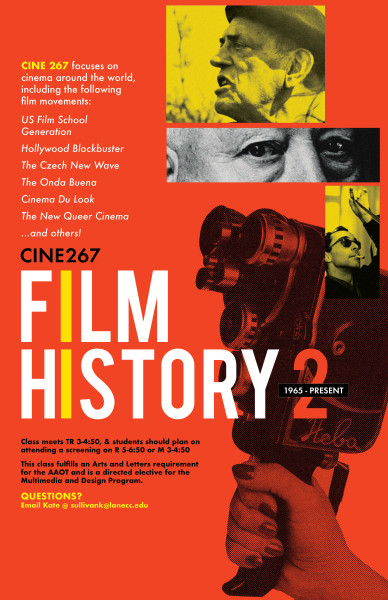 CINE 267 focuses on
cinema around the world,
including the following
film movements:
US Film School
Generation
Hollywood Blockbuster
The Czech New Wave
The Onda Buena
Cinema Du Look
The New Queer Cinema
...and others!
CINE267
FILM
HISTORY 2
1965 - PRESENT
6
Heba
Class meets TR 3-4:50, & students should plan on
attending a screening on R 5-6:50 or M 3-4:50
This class fulfills an Arts and Letters requirement
for the AAOT and is a directed elective for the
Multimedia and Design Program.
QUESTIONS?
Email Kate @ sullivank@lanecc.edu